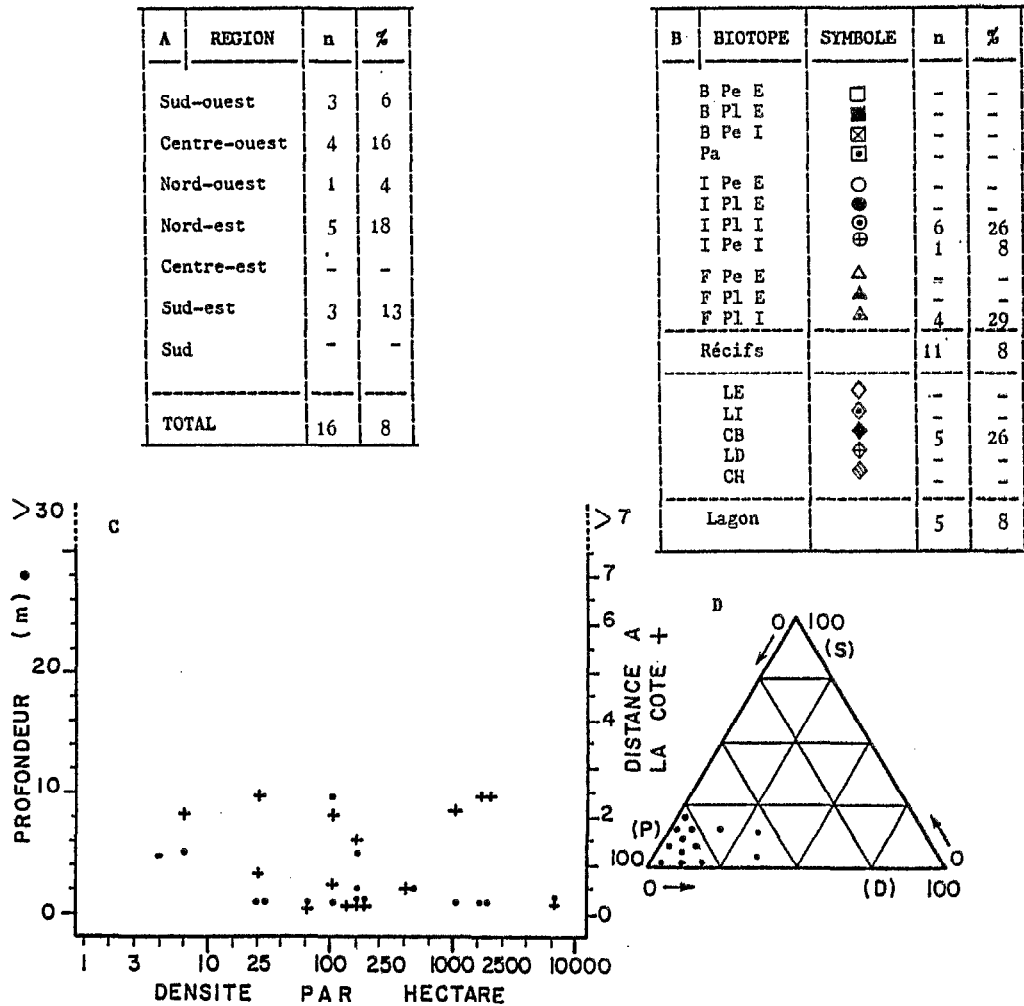 A REGION n %
Sud-ouest 3 6
Centre-ouest 4 16
Nord-ouest 1 4
Nord-est 5 18
Centre-est - -
Sud-est 3 13
Sud - -
TOTAL 16 8
B BIOTOPE SYMBOLE n %
B Pe E - -
B Pl E - -
B Pe I - -
Pa - -
I Pe E - -
I Pl E - -
I Pl I 6 26
I Pe I 1 8
F Pe E - -
F Pl E - -
F Pl I 4 29
Récifs 11 8
LE - -
LI - -
CB 5 26
LD - -
CH - -
Lagon 5 8
C
>30
20
10
0
PROFONDEUR (m)
>7
7
6
4
2
0
DISTANCE A
LA COTE
1 3 10 25 100 250 1000 2500 10000
DENSITE PAR HECTARE
D
0 100
(S)
(P)
100 0
0 (D) 100